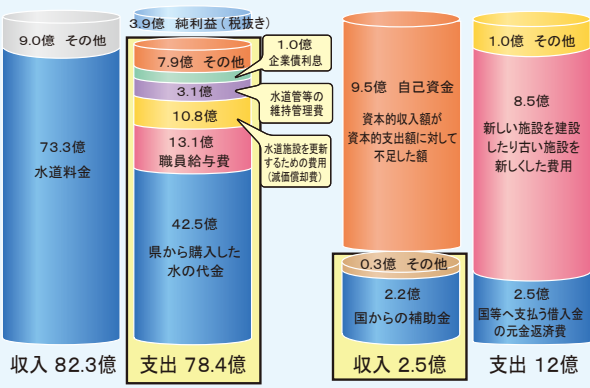 9.0億 その他
73.3億
水道料金
収入 82.3億
3.9億 純利益（税抜き）
7.9億 その他
1.0億
企業債利息
3.1億
水道管等の
維持管理費
10.8億
水道施設を更新
するための費用
（減価償却費）
13.1億
職員給与費
42.5億
県から購入した
水の代金
支出 78.4億
9.5億 自己資金
資本的収入額が
資本的支出額に対して
不足した額
0.3億 その他
2.2億
国からの補助金
収入 2.5億
1.0億 その他
8.5億
新しい施設を建設
したり古い施設を
新しくした費用
2.5億
国等へ支払う借入金
の元金返済費
支出 12億